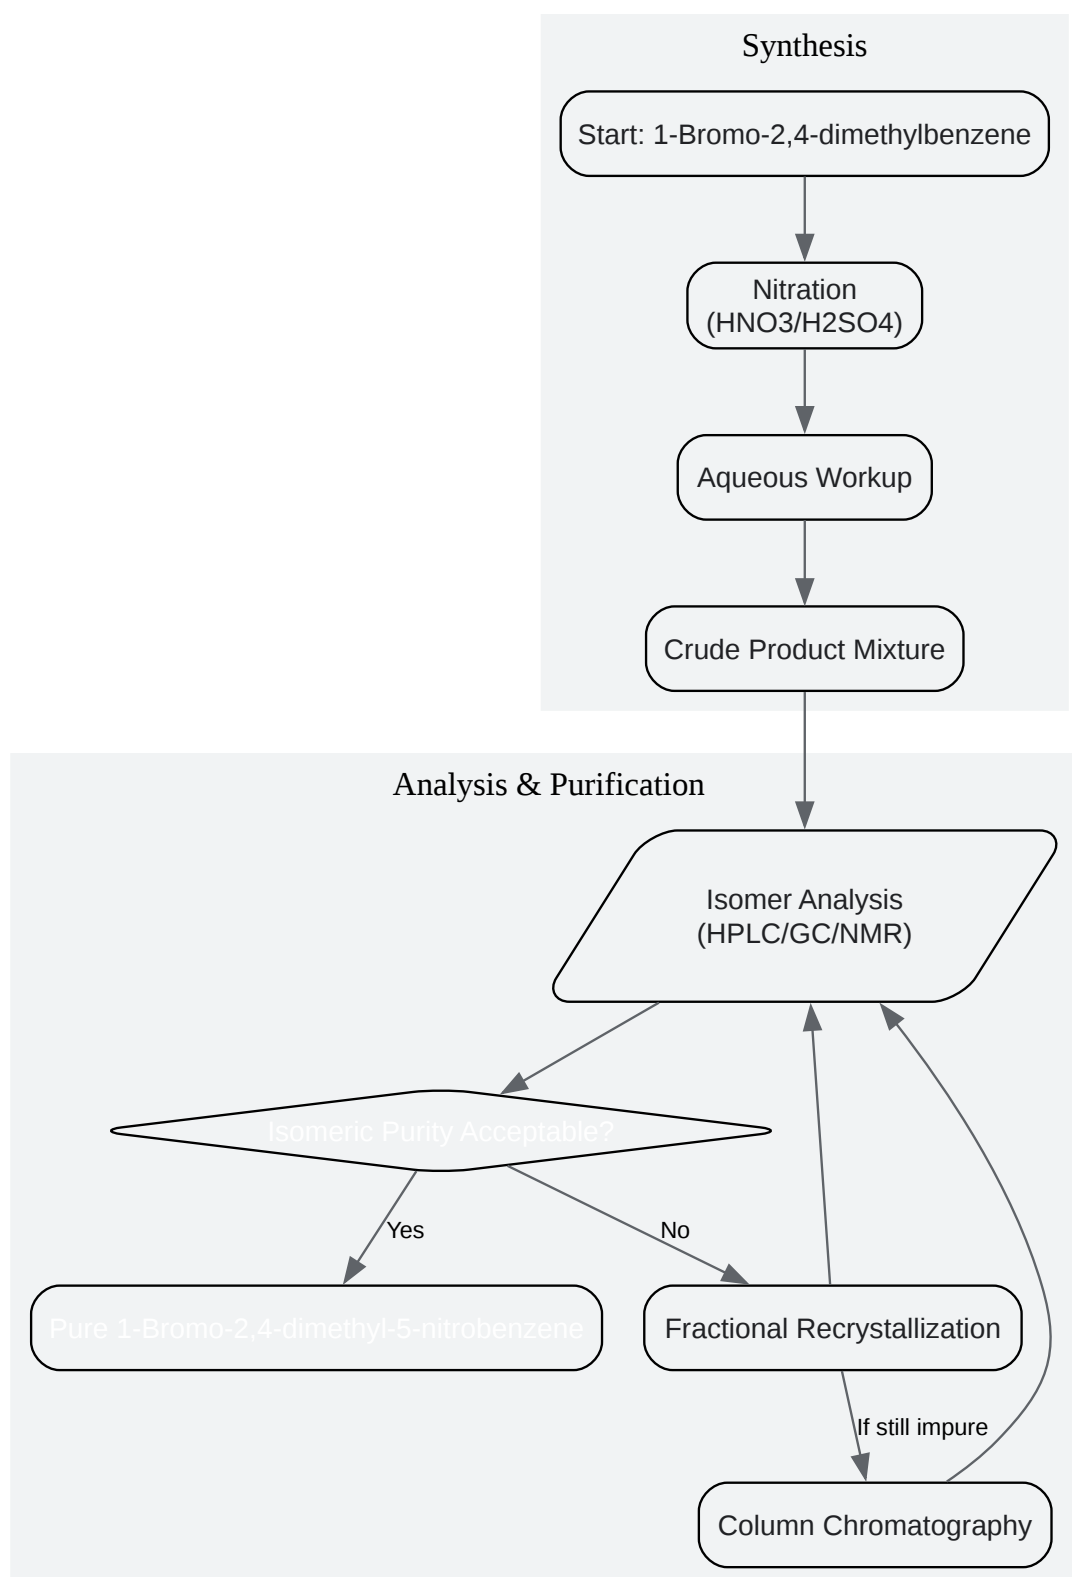 Synthesis
Start: 1-Bromo-2,4-dimethylbenzene
Nitration
(HNO3/H2SO4)
Aqueous Workup
Crude Product Mixture
Analysis & Purification
Isomer Analysis
(HPLC/GC/NMR)
Isomeric Purity Acceptable?
Yes
No
Pure 1-Bromo-2,4-dimethyl-5-nitrobenzene
Fractional Recrystallization
If still impure
Column Chromatography